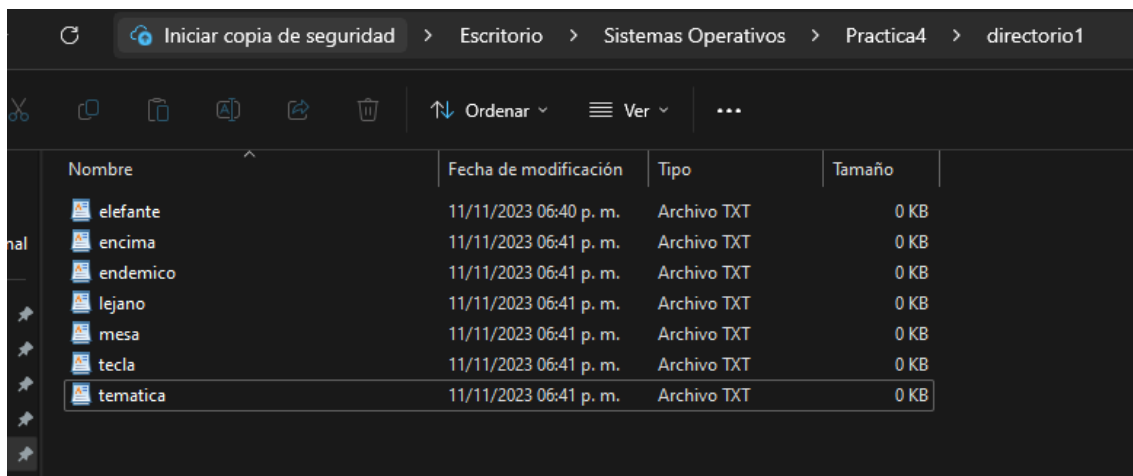 Iniciar copia de seguridad > Escritorio > Sistemas Operativos > Practica4 > directorio1
Ordenar Ver ...
Nombre Fecha de modificación Tipo Tamaño
elefante 11/11/2023 06:40 p. m. Archivo TXT 0 KB
nal encima 11/11/2023 06:41 p. m. Archivo TXT 0 KB
endemico 11/11/2023 06:41 p. m. Archivo TXT 0 KB
lejano 11/11/2023 06:41 p. m. Archivo TXT 0 KB
mesa 11/11/2023 06:41 p. m. Archivo TXT 0 KB
tecla 11/11/2023 06:41 p. m. Archivo TXT 0 KB
tematica 11/11/2023 06:41 p. m. Archivo TXT 0 KB